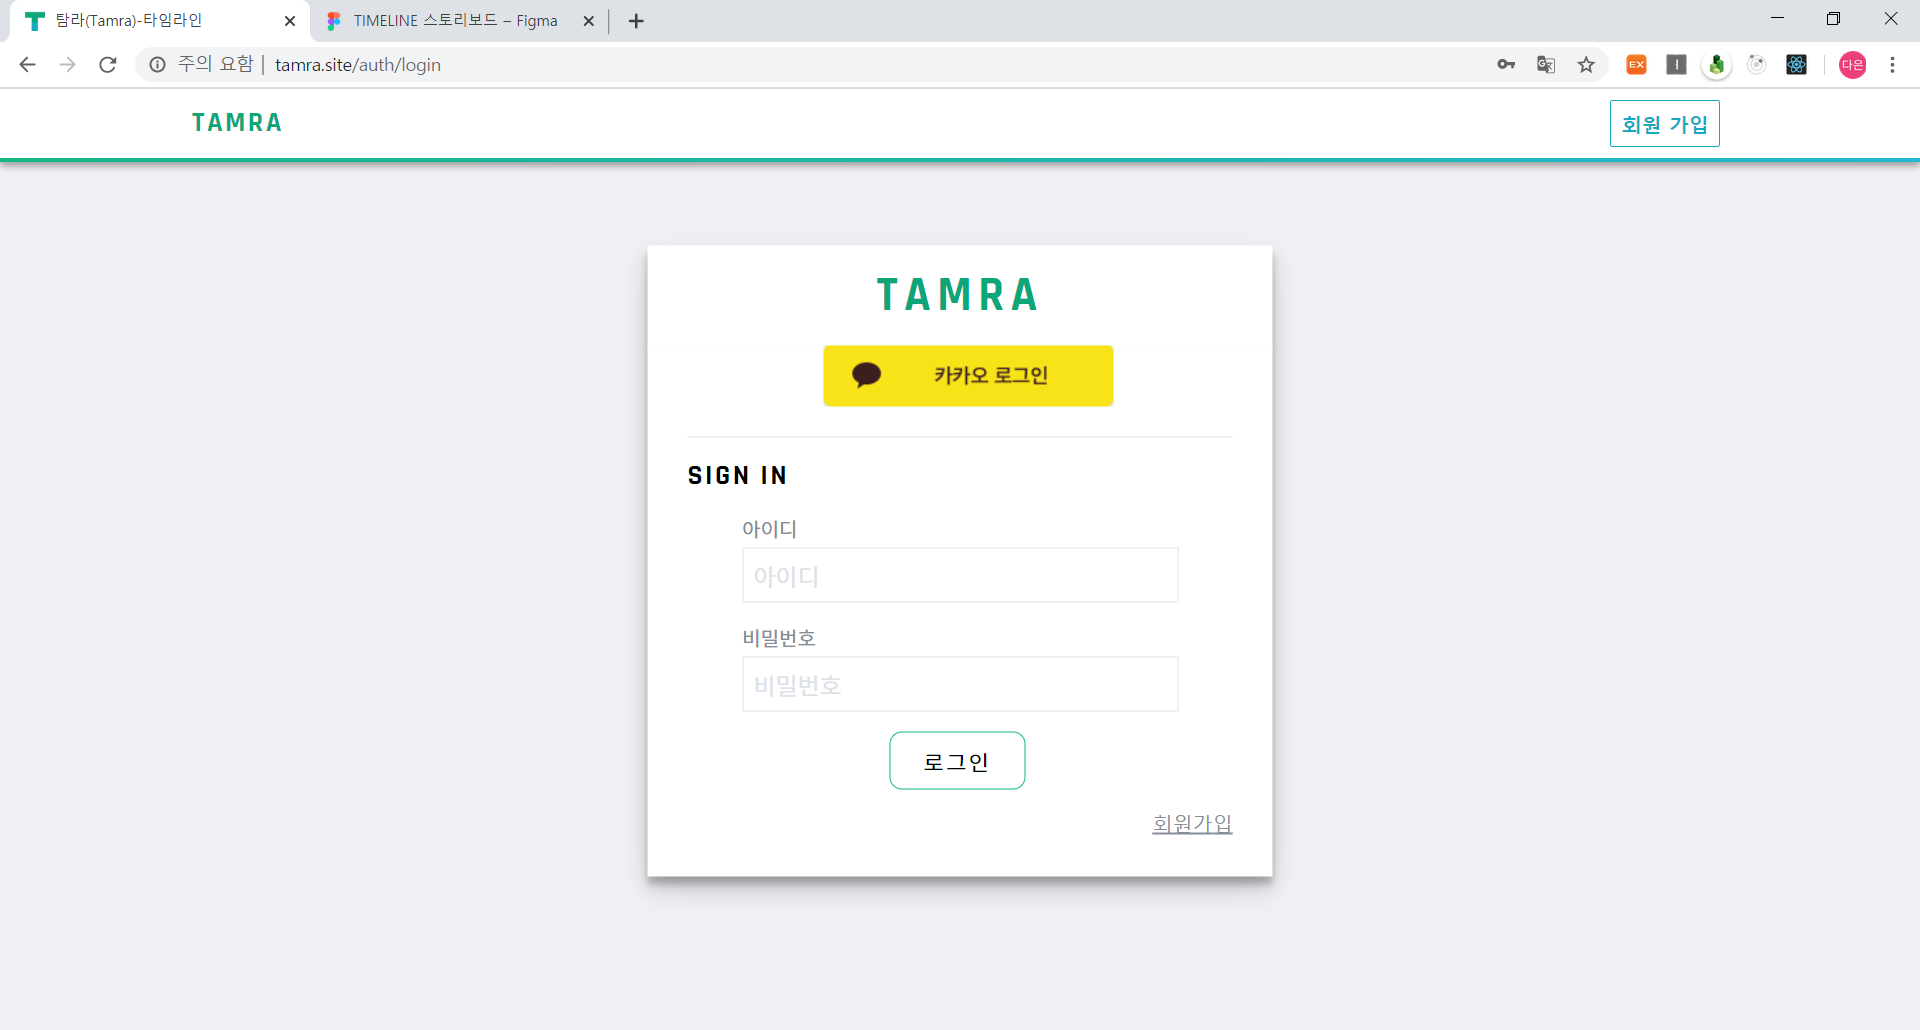 탐라(Tamra)-타임라인
TIMELINE 스토리보드 – Figma
주의 요함 | tamra.site/auth/login
EX
다은
TAMRA
회원 가입
TAMRA
카카오 로그인
SIGN IN
아이디
아이디
비밀번호
비밀번호
로그인
회원가입